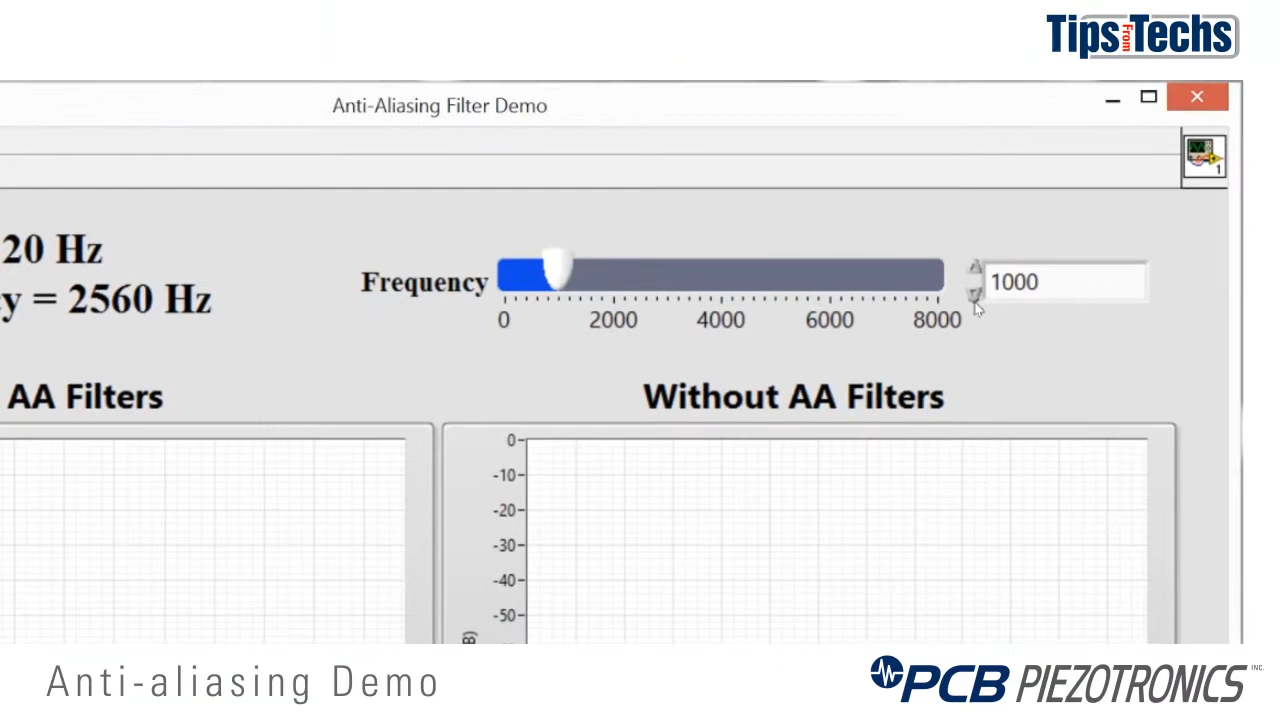 Tips From Techs
Anti-Aliasing Filter Demo
1
20 Hz
y = 2560 Hz
Frequency
1000
0 2000 4000 6000 8000
AA Filters
Without AA Filters
0
-10
-20
-30
-40
-50
B)
Anti-aliasing Demo
PCB PIEZOTRONICS INC.